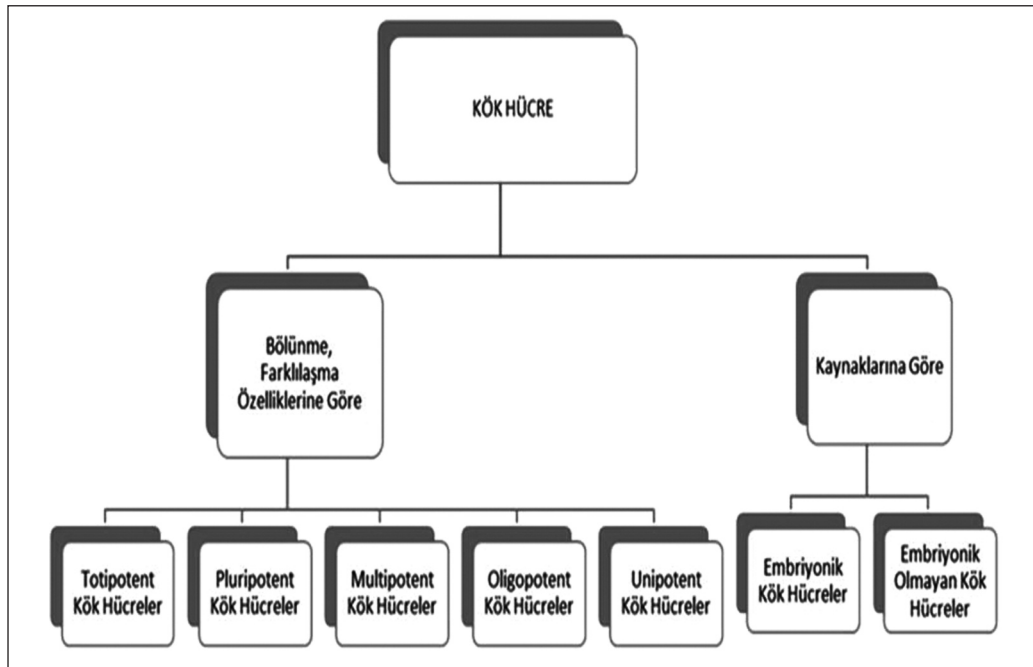 KÖK HÜCRE
Bölünme,
Farklılaşma
Özelliklerine Göre
Kaynaklarına Göre
Totipotent
Kök Hücreler
Pluripotent
Kök Hücreler
Multipotent
Kök Hücreler
Oligopotent
Kök Hücreler
Unipotent
Kök Hücreler
Embriyonik
Kök Hücreler
Embriyonik
Olmayan Kök
Hücreler